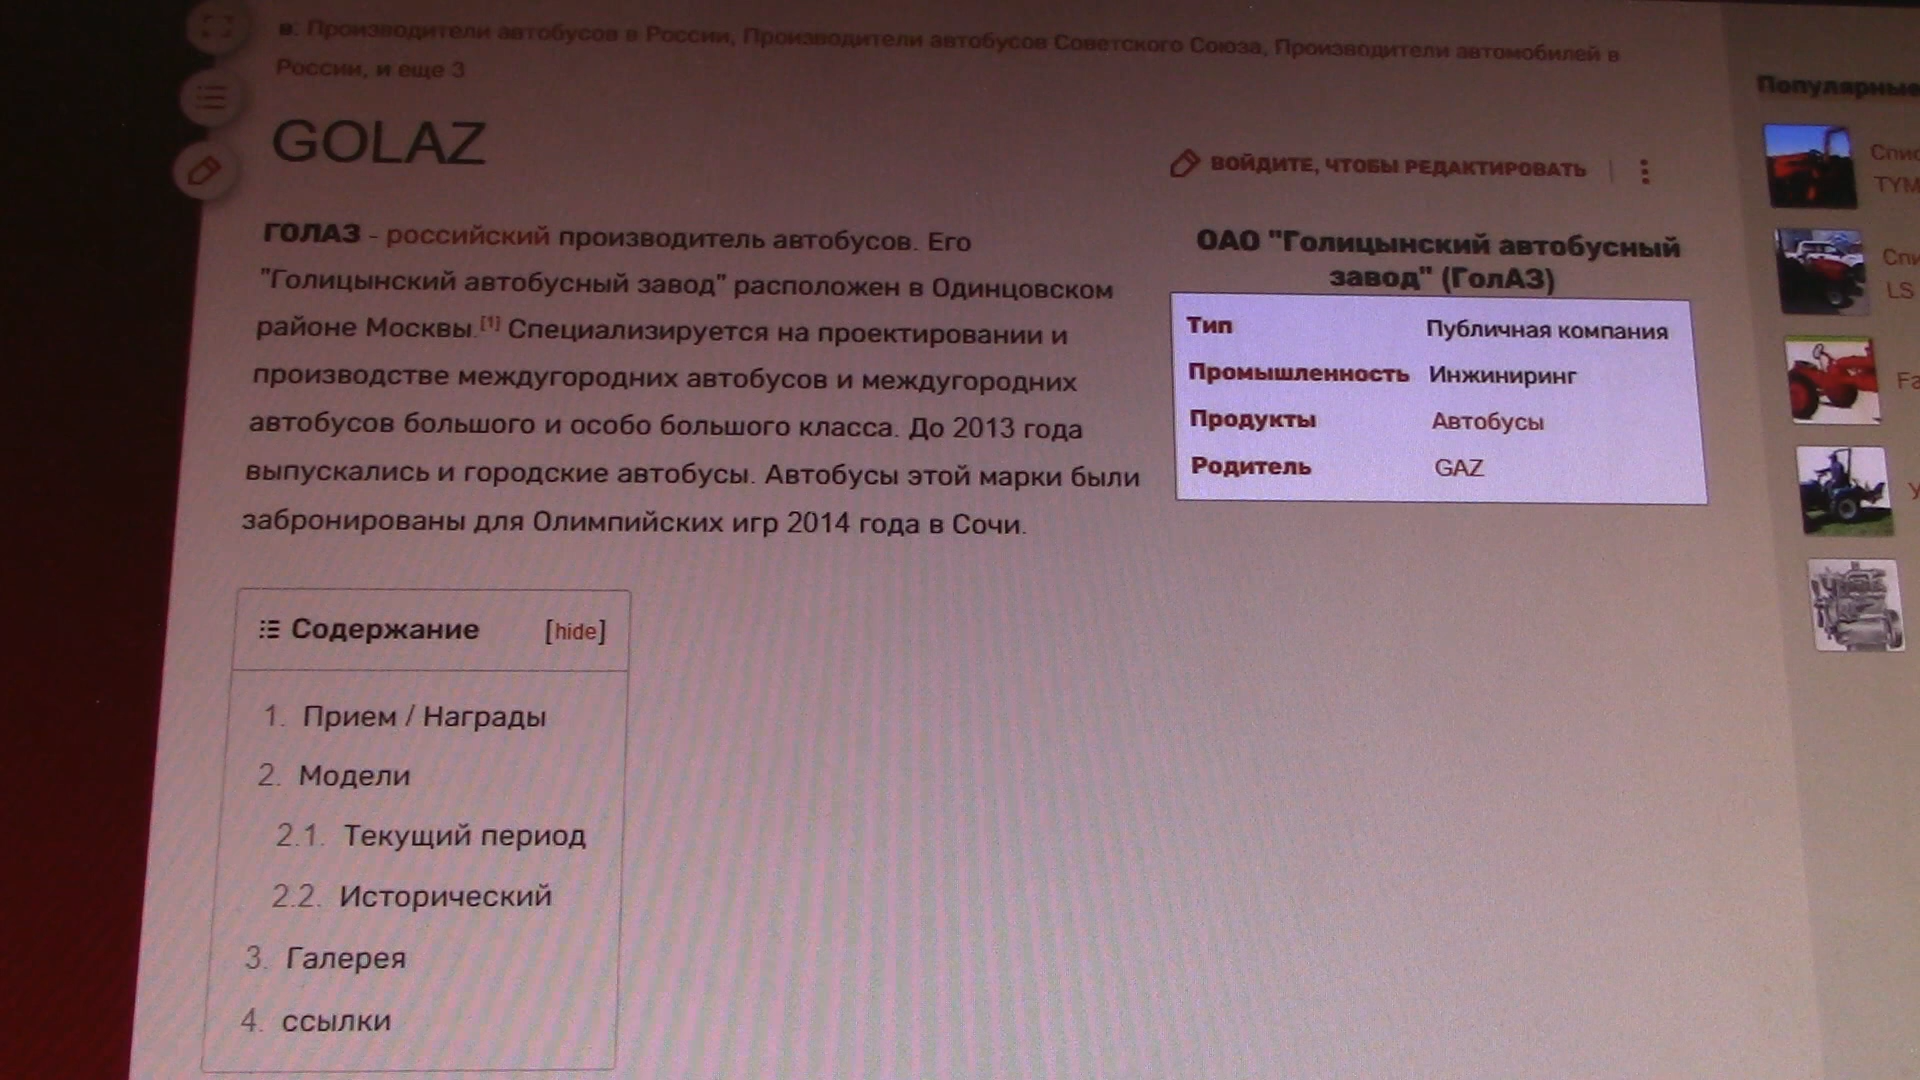 в: Производители автобусов в России, Производители автобусов Советского Союза, Производители автомобилей в
России, и еще 3
GOLAZ
ВОЙДИТЕ, ЧТОБЫ РЕДАКТИРОВАТЬ
ГОЛАЗ - российский производитель автобусов. Его
"Голицынский автобусный завод" расположен в Одинцовском
районе Москвы.[1] Специализируется на проектировании и
производстве междугородних автобусов и междугородних
автобусов большого и особо большого класса. До 2013 года
выпускались и городские автобусы. Автобусы этой марки были
забронированы для Олимпийских игр 2014 года в Сочи.
ОАО "Голицынский автобусный
завод" (ГолАЗ)
Тип Публичная компания
Промышленность Инжиниринг
Продукты Автобусы
Родитель GAZ
Содержание [hide]
1. Прием / Награды
2. Модели
2.1. Текущий период
2.2. Исторический
3. Галерея
4. ссылки
Популярные
TYM
LS